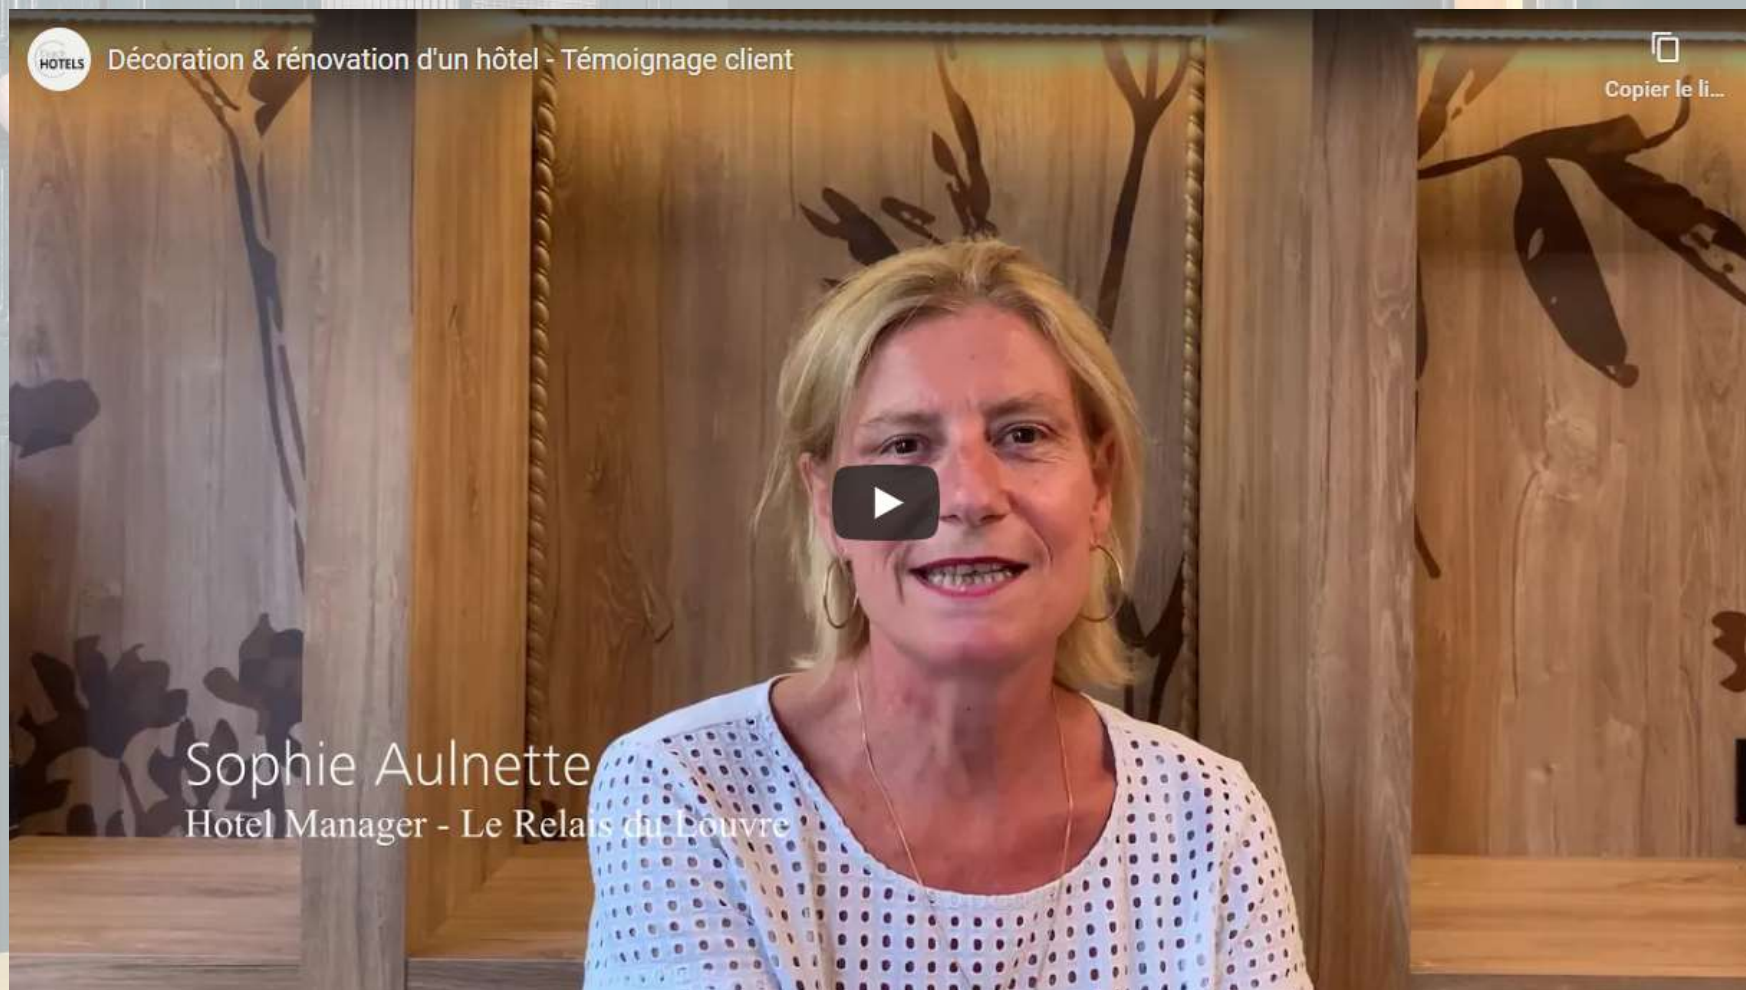 HOTELS
Décoration & rénovation d'un hôtel - Témoignage client
Copier le li...
Sophie Aulnette
Hotel Manager - Le Relais du Louvre